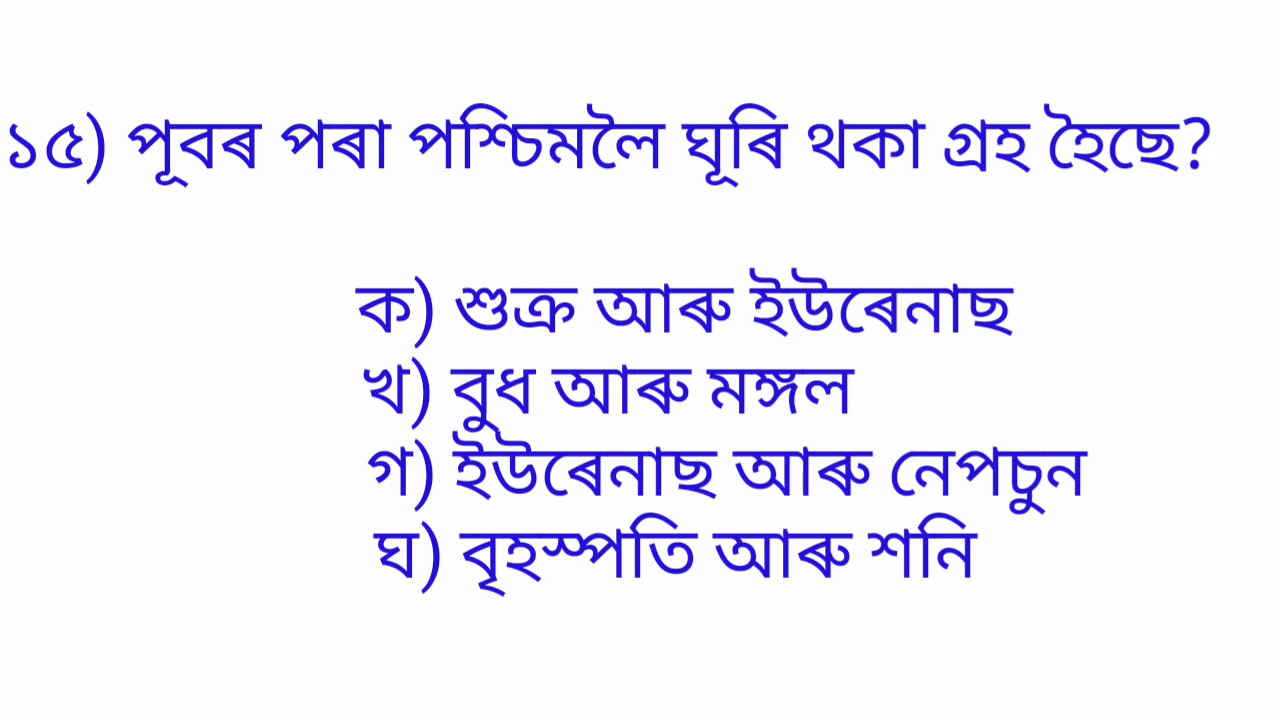 ১৫) পূবৰ পৰা পশ্চিমলৈ ঘূৰি থকা গ্ৰহ হৈছে?
ক) শুক্ৰ আৰু ইউৰেনাছ
খ) বুধ আৰু মঙ্গল
গ) ইউৰেনাছ আৰু নেপচুন
ঘ) বৃহস্পতি আৰু শনি